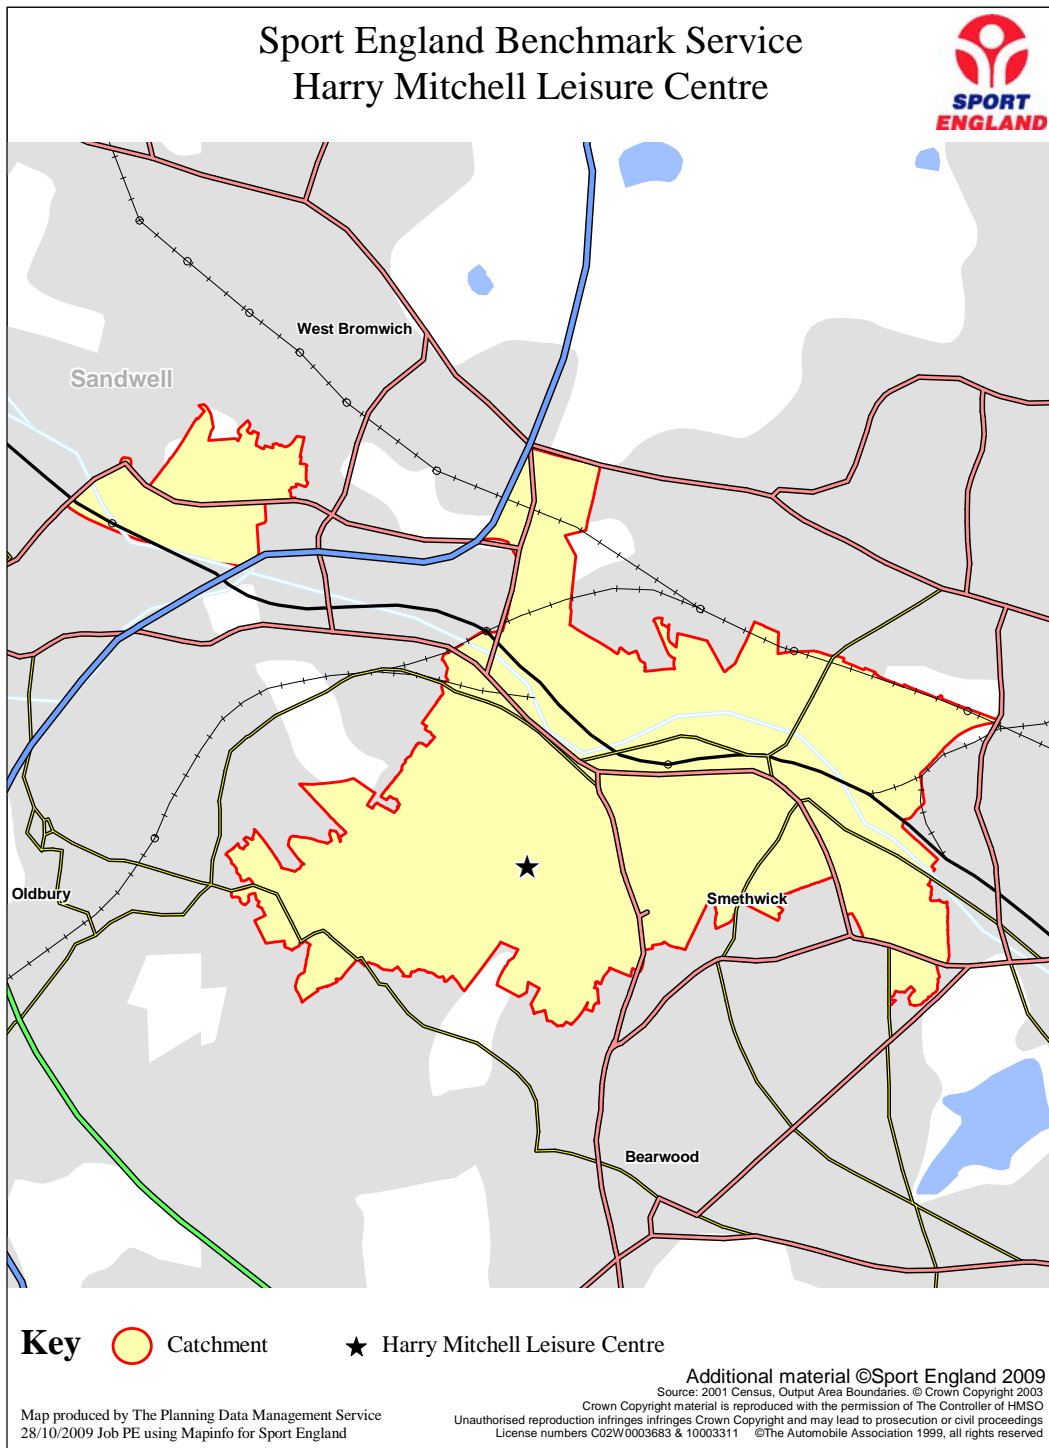 Sport England Benchmark Service
Harry Mitchell Leisure Centre
SPORT
ENGLAND
West Bromwich
Sandwell
Oldbury
Smethwick
Bearwood
Key
Catchment
Harry Mitchell Leisure Centre
Additional material ©Sport England 2009
Source: 2001 Census, Output Area Boundaries. © Crown Copyright 2003
Crown Copyright material is reproduced with the permission of The Controller of HMSO
Unauthorised reproduction infringes infringes Crown Copyright and may lead to prosecution or civil proceedings
License numbers C02W0003683 & 10003311 ©The Automobile Association 1999, all rights reserved
Map produced by The Planning Data Management Service
28/10/2009 Job PE using Mapinfo for Sport England